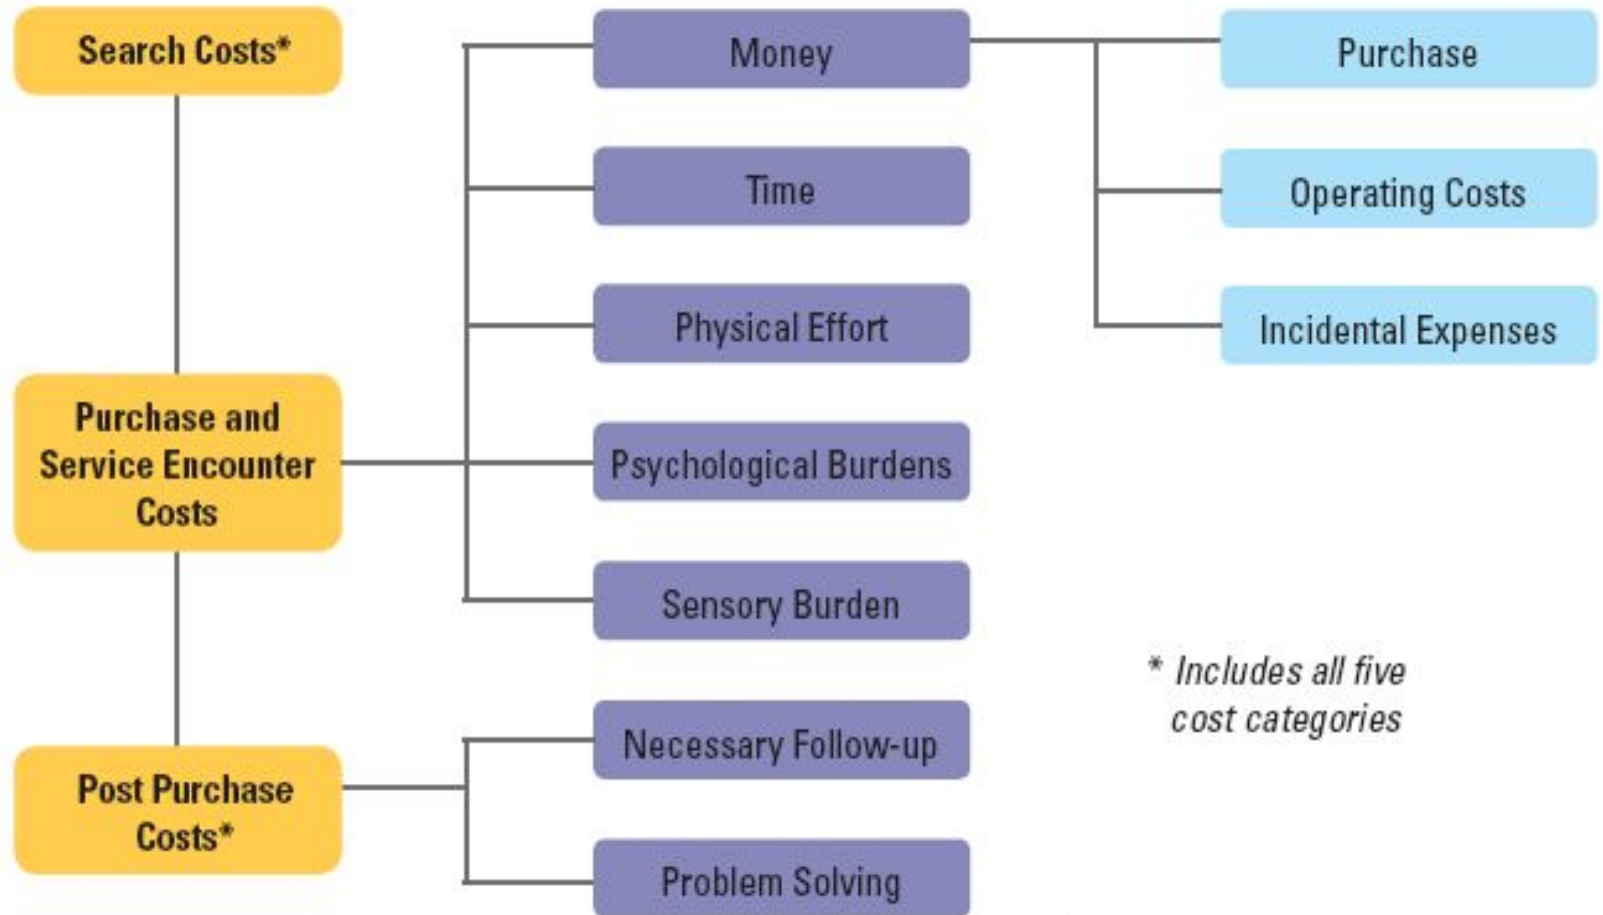 Search Costs*
Money
Purchase
Time
Operating Costs
Physical Effort
Incidental Expenses
Purchase and
Service Encounter
Costs
Psychological Burdens
Sensory Burden
* Includes all five
cost categories
Necessary Follow-up
Post Purchase
Costs*
Problem Solving